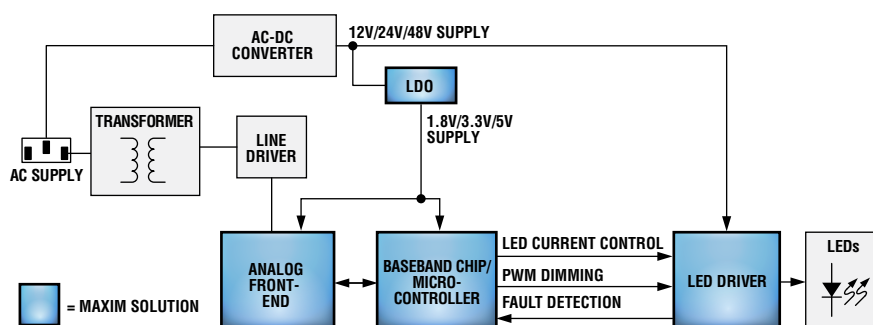 AC-DC
CONVERTER
12V/24V/48V SUPPLY
LDO
1.8V/3.3V/5V
SUPPLY
TRANSFORMER
LINE
DRIVER
AC SUPPLY
ANALOG
FRONT-
END
BASEBAND CHIP/
MICRO-
CONTROLLER
LED CURRENT CONTROL
PWM DIMMING
FAULT DETECTION
LED DRIVER
LEDs
= MAXIM SOLUTION